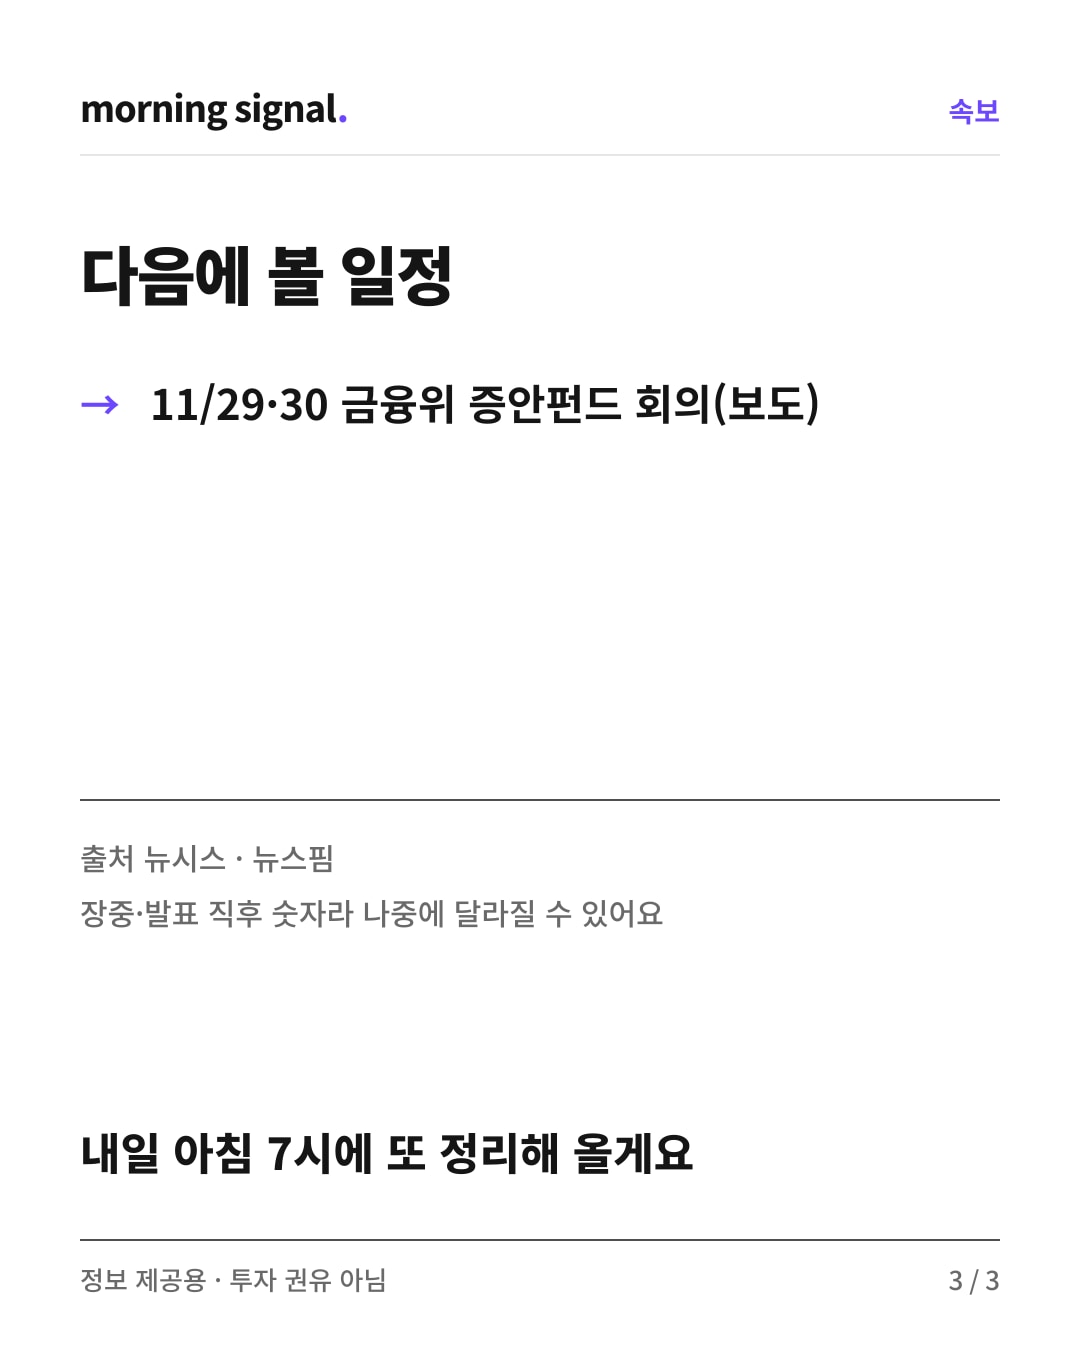 morning signal.
속보
다음에 볼 일정
→ 11/29·30 금융위 증안펀드 회의(보도)
출처 뉴시스 · 뉴스핌
장중·발표 직후 숫자라 나중에 달라질 수 있어요
내일 아침 7시에 또 정리해 올게요
정보 제공용 · 투자 권유 아님
3 / 3